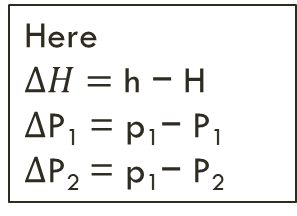 Here
ΔH = h − H
ΔP₁ = p₁− P₁
ΔP₂ = p₁− P₂